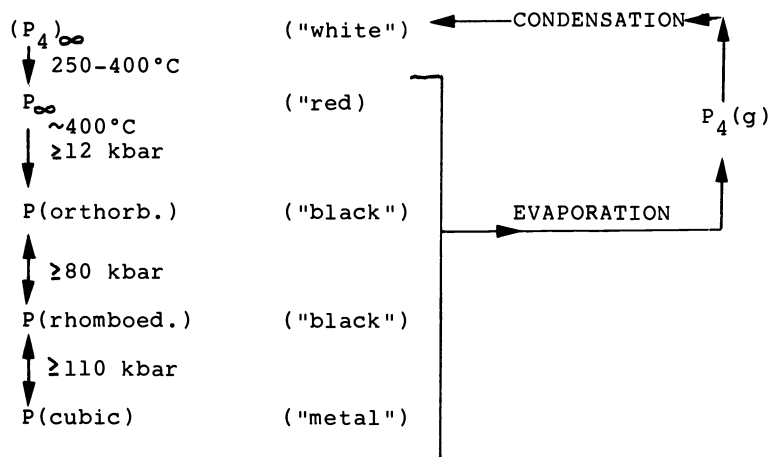 (P4)∞ ("white") CONDENSATION
250-400°C
P∞ ("red")
~400°C
P4(g)
≥12 kbar
P(orthorb.) ("black") EVAPORATION
≥80 kbar
P(rhomboed.) ("black")
≥110 kbar
P(cubic) ("metal")